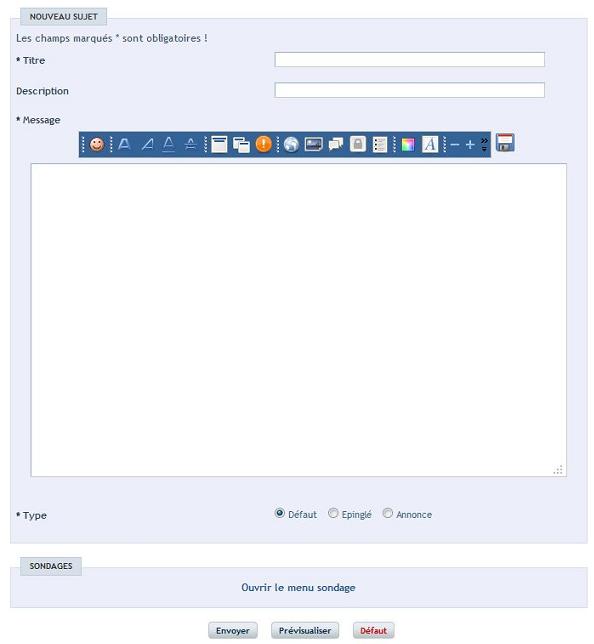 NOUVEAU SUJET
Les champs marqués * sont obligatoires !
* Titre
Description
* Message
* Type
Défaut Epinglé Annonce
SONDAGES
Ouvrir le menu sondage
Envoyer Prévisualiser Défaut